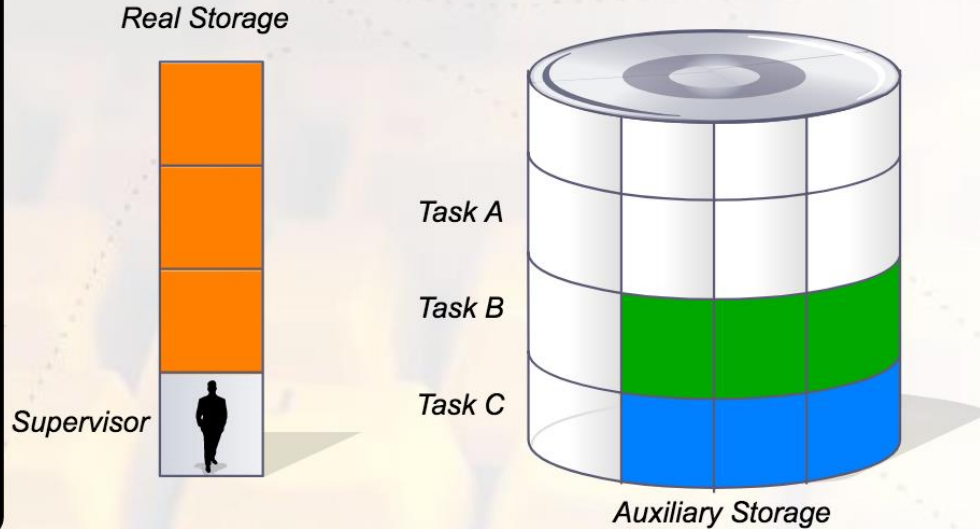 Real Storage
Task A
Task B
Task C
Supervisor
Auxiliary Storage